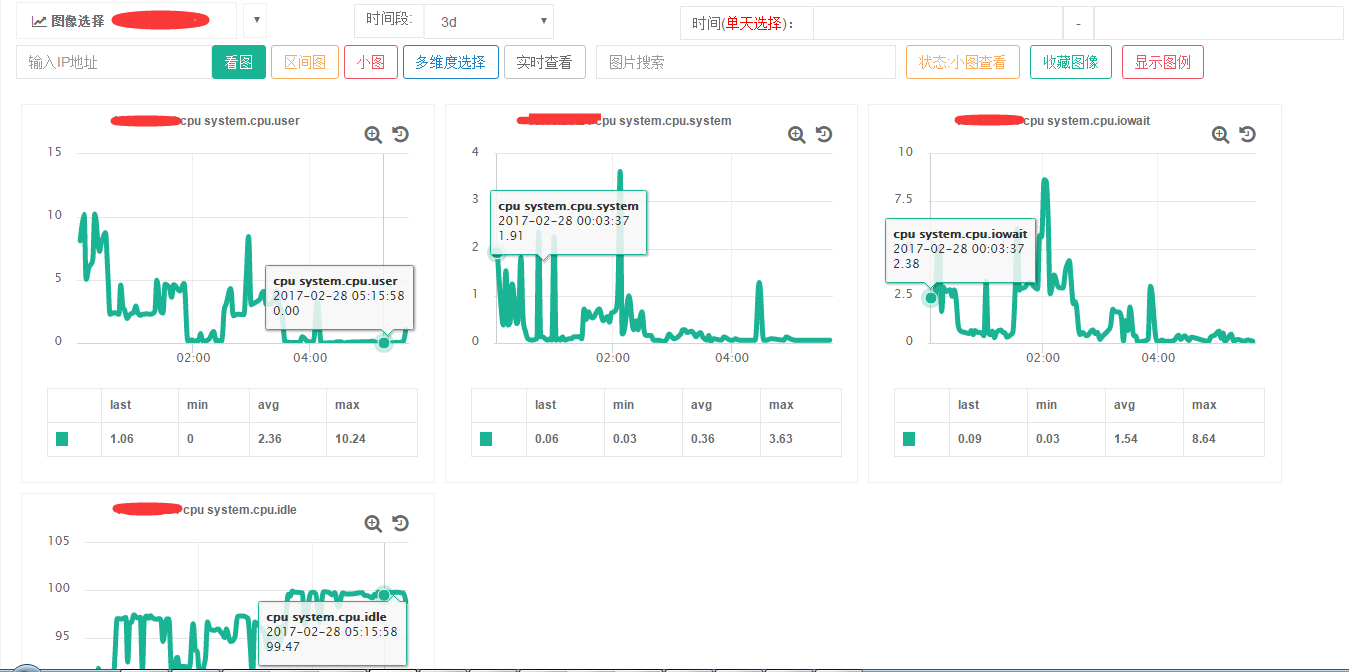 图像选择 时间段: 3d 时间(单天选择): -
输入IP地址 看图 区间图 小图 多维度选择 实时查看 图片搜索 状态:小图查看 收藏图像 显示图例
cpu system.cpu.user
15
10
5
0
02:00 04:00
cpu system.cpu.user
2017-02-28 05:15:58
0.00
last min avg max
1.06 0 2.36 10.24
cpu system.cpu.system
4
3
2
1
0
02:00 04:00
cpu system.cpu.system
2017-02-28 00:03:37
1.91
last min avg max
0.06 0.03 0.36 3.63
cpu system.cpu.iowait
10
7.5
5
2.5
0
02:00 04:00
cpu system.cpu.iowait
2017-02-28 00:03:37
2.38
last min avg max
0.09 0.03 1.54 8.64
cpu system.cpu.idle
105
100
95
cpu system.cpu.idle
2017-02-28 05:15:58
99.47